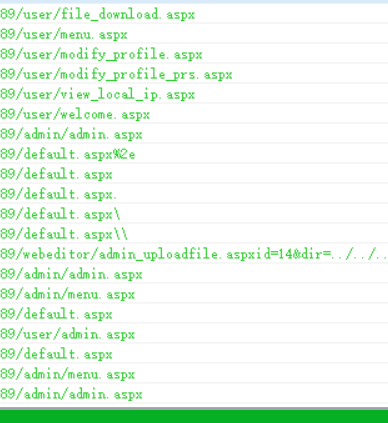 89/user/file_download.aspx
89/user/menu.aspx
89/user/modify_profile.aspx
89/user/modify_profile_prs.aspx
89/user/view_local_ip.aspx
89/user/welcome.aspx
89/admin/admin.aspx
89/default.aspx%2e
89/default.aspx
89/default.aspx.
89/default.aspx\
89/default.aspx\\
89/webeditor/admin_uploadfile.aspxid=14&dir=../../..
89/admin/admin.aspx
89/admin/menu.aspx
89/default.aspx
89/user/admin.aspx
89/default.aspx
89/admin/menu.aspx
89/admin/admin.aspx